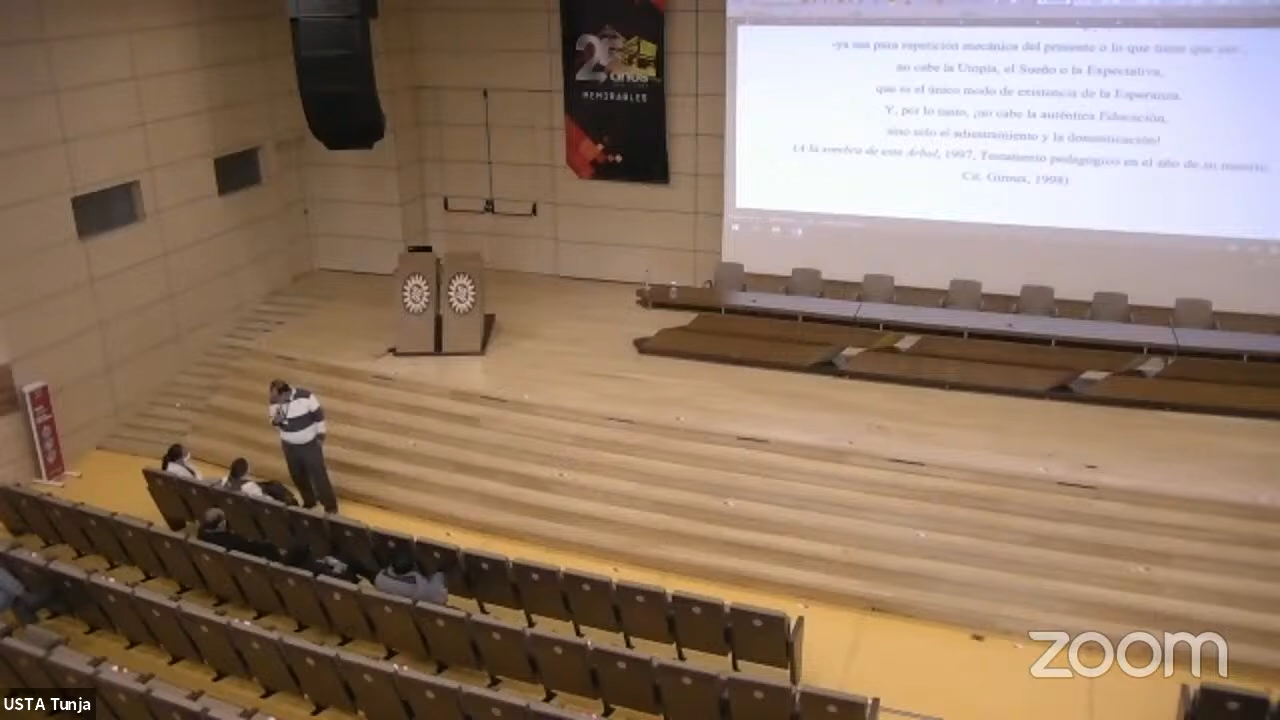 25
años
MEMORABLES
-ya sea pura repetición mecánica del presente o lo que tiene que ser-,
no cabe la Utopía, el Sueño o la Expectativa,
que es el único modo de existencia de la Esperanza.
Y, por lo tanto, ¡no cabe la auténtica Educación,
sino solo el adiestramiento y la domesticación!
(A la sombra de este Árbol, 1997, Testamento pedagógico en el año de su muerte.
Cit. Giroux, 1998)
zoom
USTA Tunja